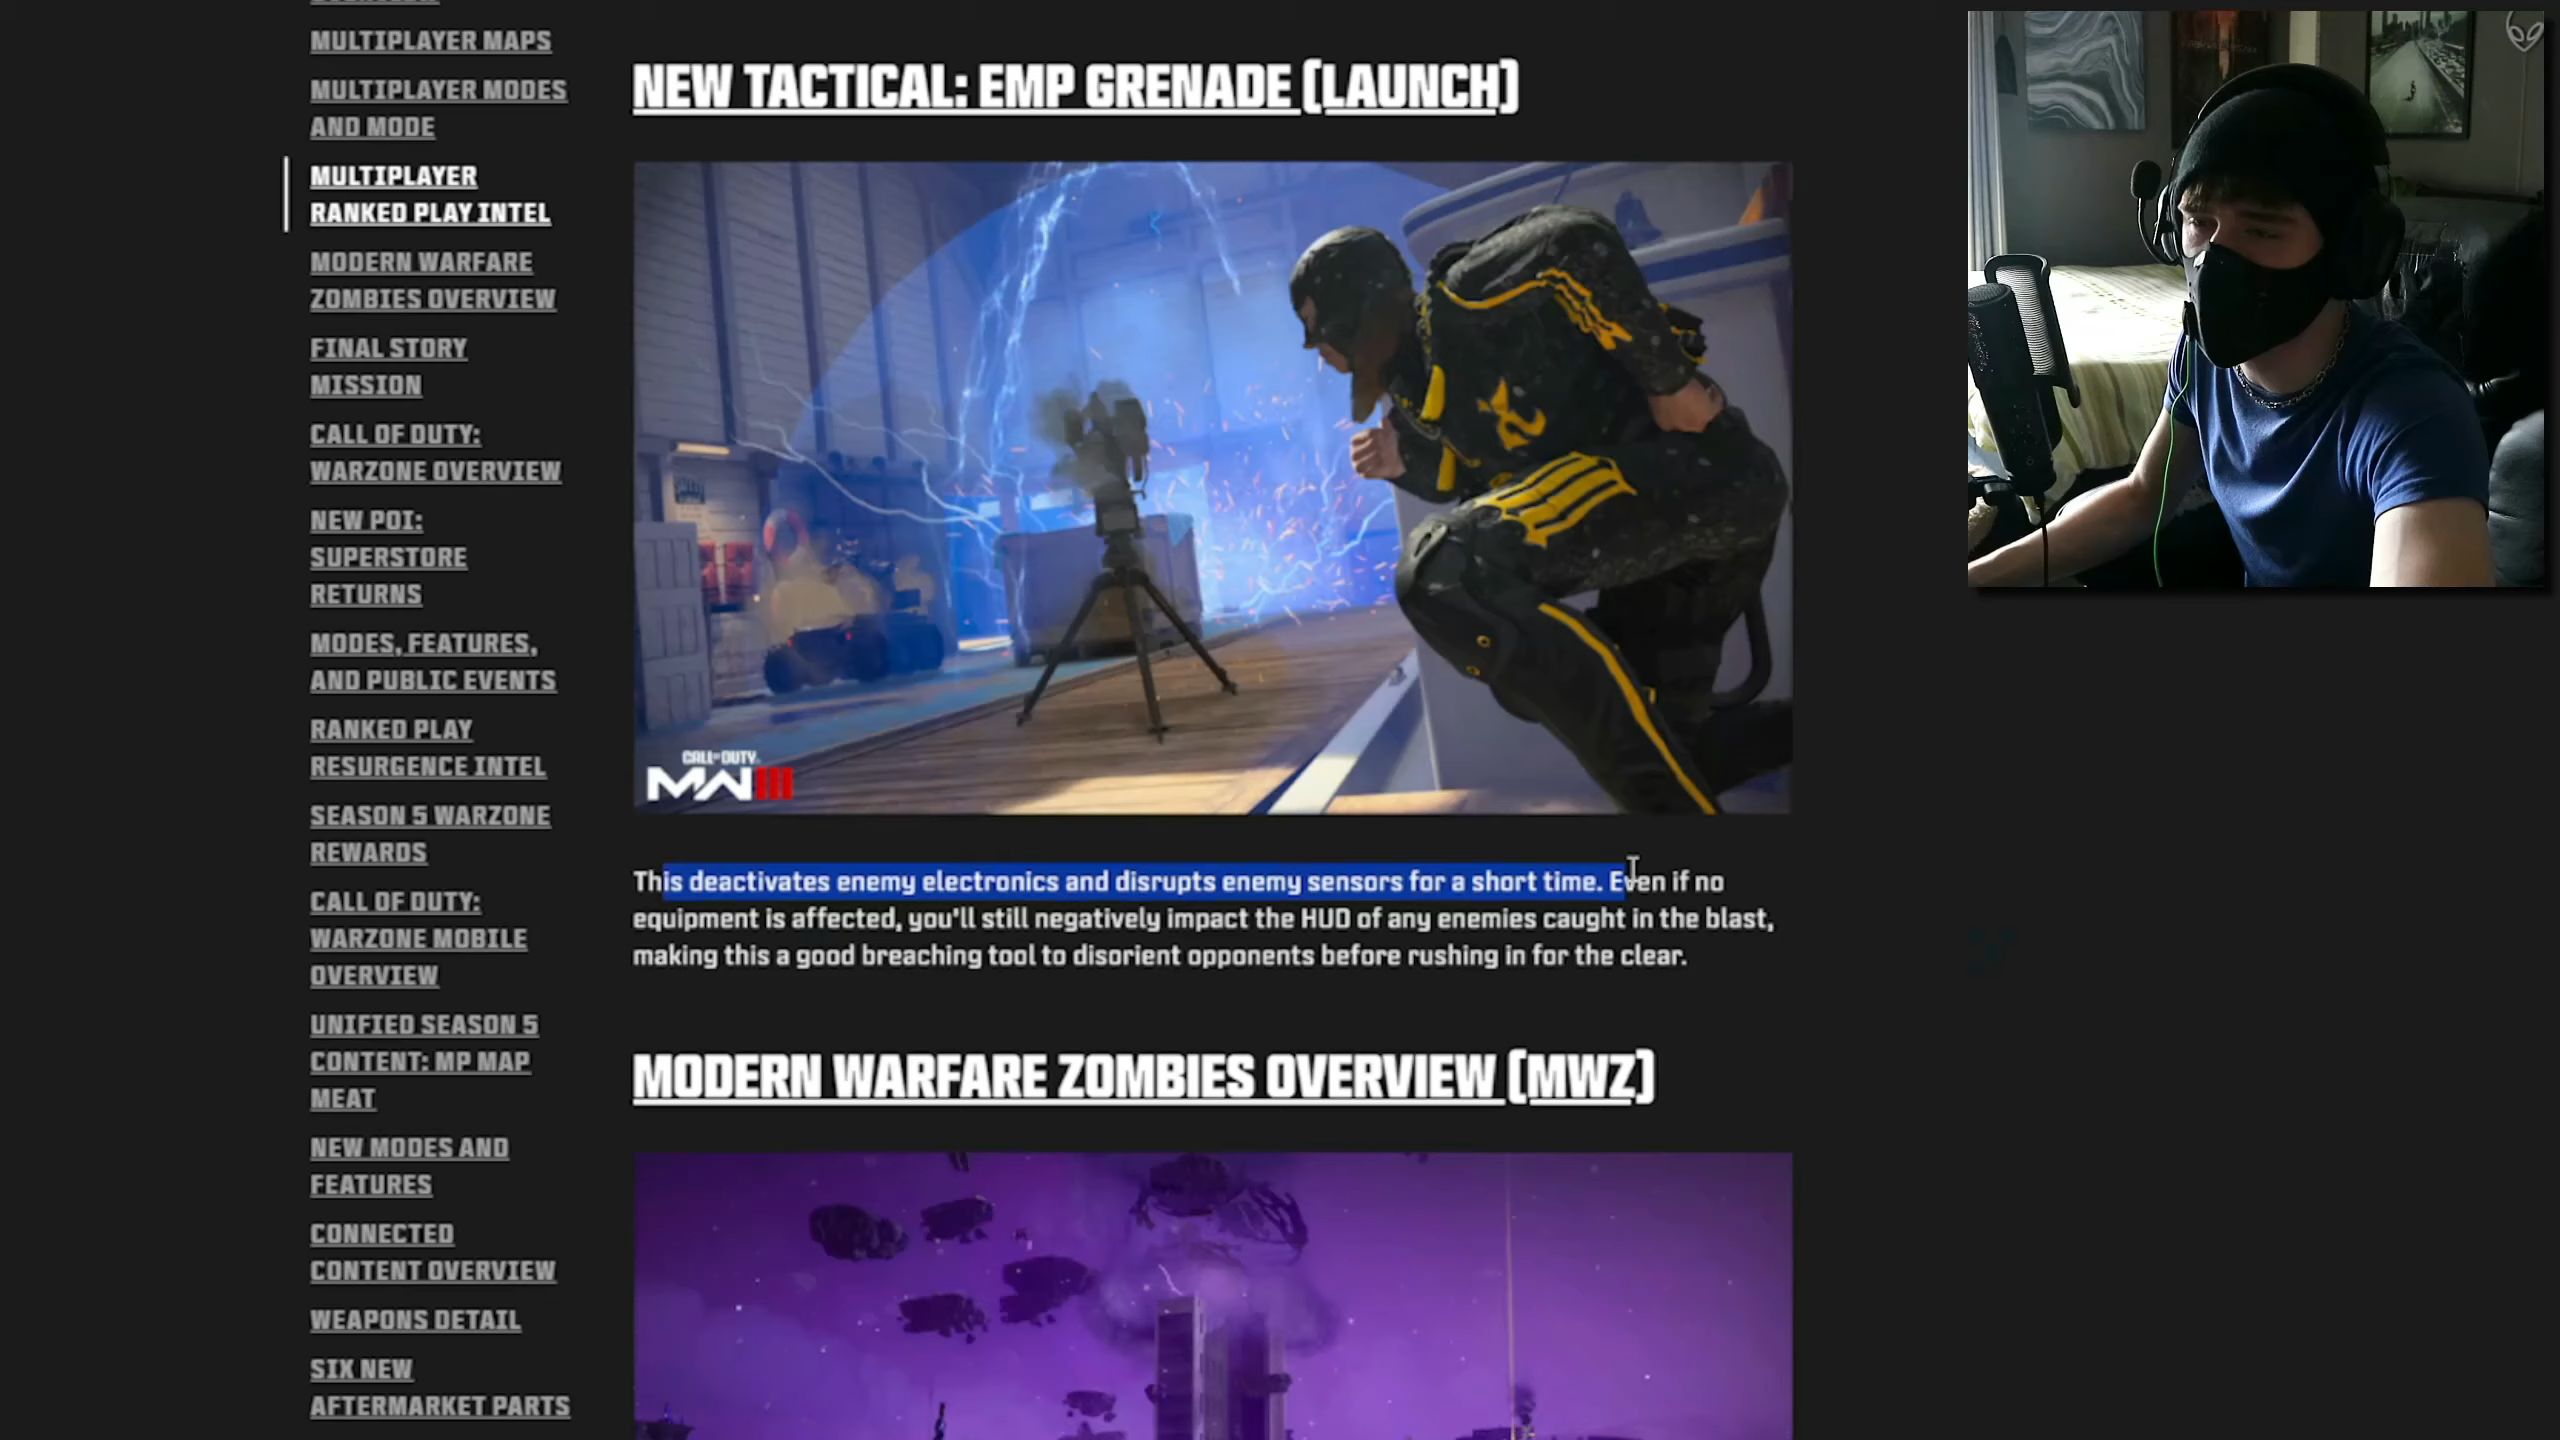 MULTIPLAYER MAPS
MULTIPLAYER MODES
AND MODE
MULTIPLAYER
RANKED PLAY INTEL
MODERN WARFARE
ZOMBIES OVERVIEW
FINAL STORY
MISSION
CALL OF DUTY:
WARZONE OVERVIEW
NEW POI:
SUPERSTORE
RETURNS
MODES, FEATURES,
AND PUBLIC EVENTS
RANKED PLAY
RESURGENCE INTEL
SEASON 5 WARZONE
REWARDS
CALL OF DUTY:
WARZONE MOBILE
OVERVIEW
UNIFIED SEASON 5
CONTENT: MP MAP
MEAT
NEW MODES AND
FEATURES
CONNECTED
CONTENT OVERVIEW
WEAPONS DETAIL
SIX NEW
AFTERMARKET PARTS
NEW TACTICAL: EMP GRENADE (LAUNCH)
CALL OF DUTY
MWIII
This deactivates enemy electronics and disrupts enemy sensors for a short time. Even if no
equipment is affected, you'll still negatively impact the HUD of any enemies caught in the blast,
making this a good breaching tool to disorient opponents before rushing in for the clear.
MODERN WARFARE ZOMBIES OVERVIEW (MWZ)